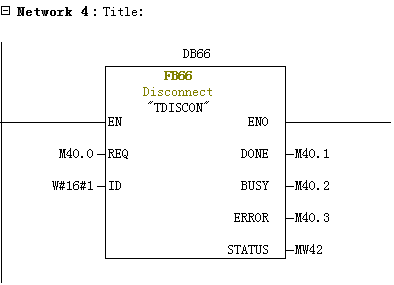 Network 4 : Title:
DB66
FB66
Disconnect
"TDISCON"
EN ENO
M40.0 REQ DONE M40.1
W#16#1 ID BUSY M40.2
ERROR M40.3
STATUS MW42